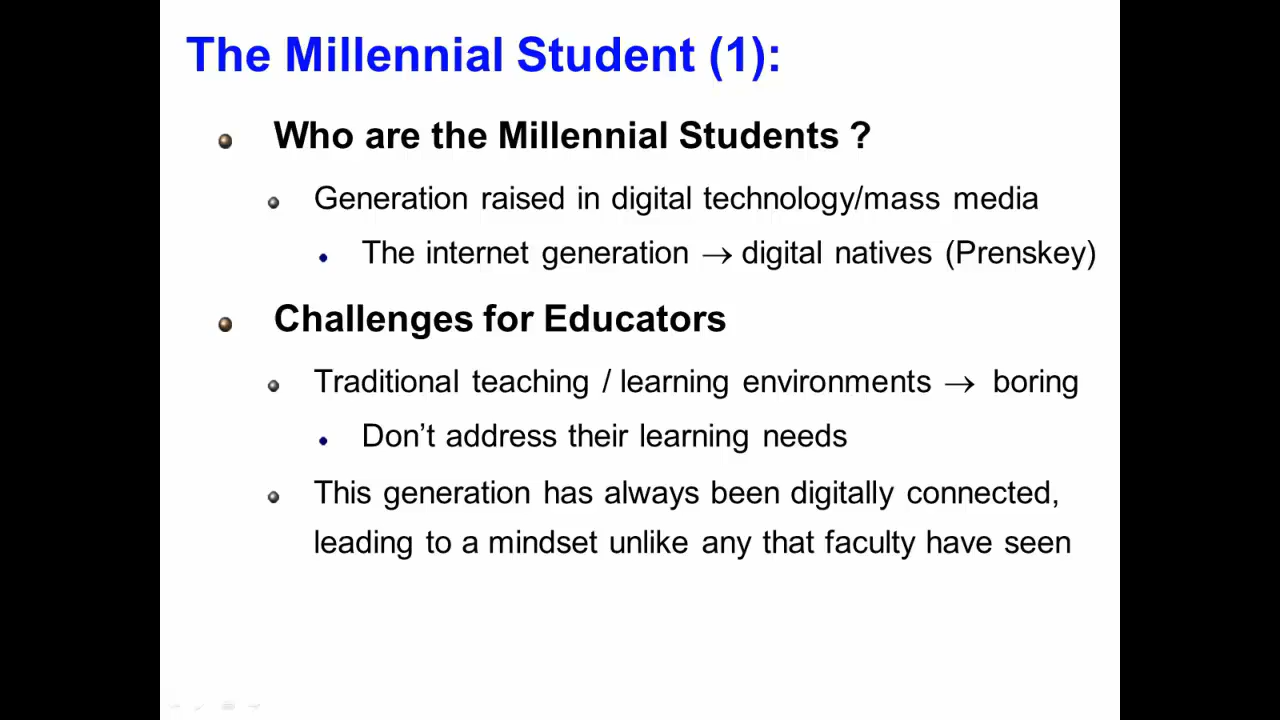 The Millennial Student (1):
Who are the Millennial Students ?
Generation raised in digital technology/mass media
The internet generation → digital natives (Prenskey)
Challenges for Educators
Traditional teaching / learning environments → boring
Don’t address their learning needs
This generation has always been digitally connected,
leading to a mindset unlike any that faculty have seen